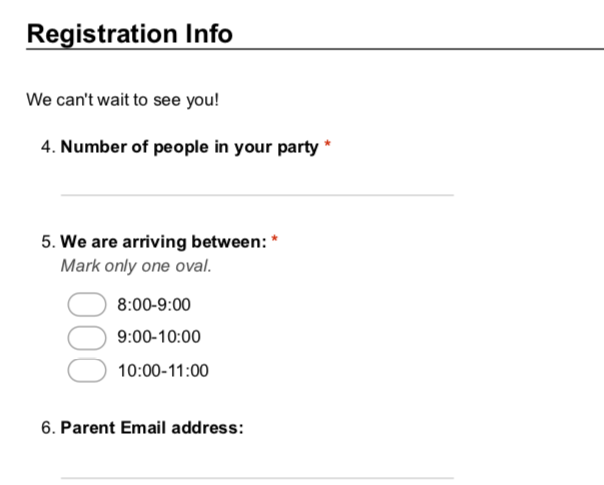 Registration Info
We can't wait to see you!
4. Number of people in your party *
5. We are arriving between: *
Mark only one oval.
8:00-9:00
9:00-10:00
10:00-11:00
6. Parent Email address: